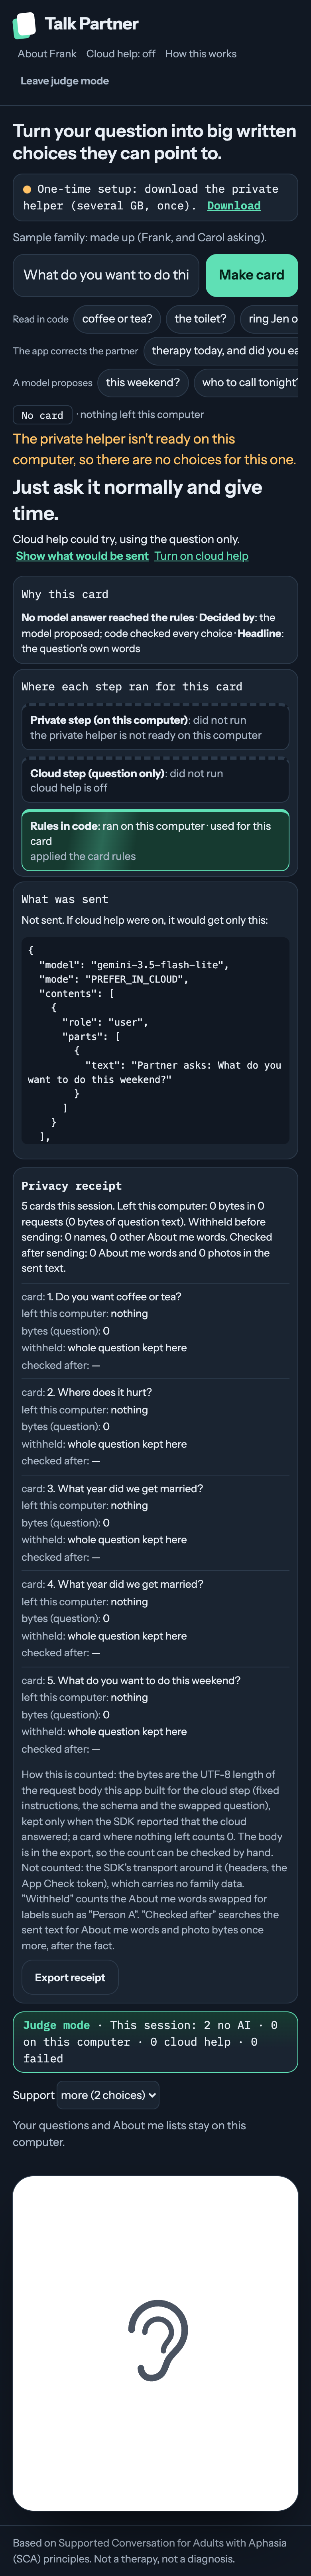 Talk Partner
About Frank Cloud help: off How this works
Leave judge mode
Turn your question into big written
choices they can point to.
One-time setup: download the private
helper (several GB, once). Download
Sample family: made up (Frank, and Carol asking).
What do you want to do thi Make card
Read in code coffee or tea? the toilet? ring Jen o
The app corrects the partner therapy today, and did you ea
A model proposes this weekend? who to call tonight?
No card · nothing left this computer
The private helper isn't ready on this
computer, so there are no choices for this one.
Just ask it normally and give
time.
Cloud help could try, using the question only.
Show what would be sent Turn on cloud help
Why this card
No model answer reached the rules · Decided by: the
model proposed; code checked every choice · Headline:
the question's own words
Where each step ran for this card
Private step (on this computer): did not run
the private helper is not ready on this computer
Cloud step (question only): did not run
cloud help is off
Rules in code: ran on this computer · used for this
card
applied the card rules
What was sent
Not sent. If cloud help were on, it would get only this:
{
"model": "gemini-3.5-flash-lite",
"mode": "PREFER_IN_CLOUD",
"contents": [
{
"role": "user",
"parts": [
{
"text": "Partner asks: What do you
want to do this weekend?"
}
]
}
],
Privacy receipt
5 cards this session. Left this computer: 0 bytes in 0
requests (0 bytes of question text). Withheld before
sending: 0 names, 0 other About me words. Checked
after sending: 0 About me words and 0 photos in the
sent text.
card: 1. Do you want coffee or tea?
left this computer: nothing
bytes (question): 0
withheld: whole question kept here
checked after: —
card: 2. Where does it hurt?
left this computer: nothing
bytes (question): 0
withheld: whole question kept here
checked after: —
card: 3. What year did we get married?
left this computer: nothing
bytes (question): 0
withheld: whole question kept here
checked after: —
card: 4. What year did we get married?
left this computer: nothing
bytes (question): 0
withheld: whole question kept here
checked after: —
card: 5. What do you want to do this weekend?
left this computer: nothing
bytes (question): 0
withheld: whole question kept here
checked after: —
How this is counted: the bytes are the UTF-8 length of
the request body this app built for the cloud step (fixed
instructions, the schema and the swapped question),
kept only when the SDK reported that the cloud
answered; a card where nothing left counts 0. The body
is in the export, so the count can be checked by hand.
Not counted: the SDK's transport around it (headers, the
App Check token), which carries no family data.
"Withheld" counts the About me words swapped for
labels such as "Person A". "Checked after" searches the
sent text for About me words and photo bytes once
more, after the fact.
Export receipt
Judge mode · This session: 2 no AI · 0
on this computer · 0 cloud help · 0
failed
Support more (2 choices)
Your questions and About me lists stay on this
computer.
Based on Supported Conversation for Adults with Aphasia
(SCA) principles. Not a therapy, not a diagnosis.